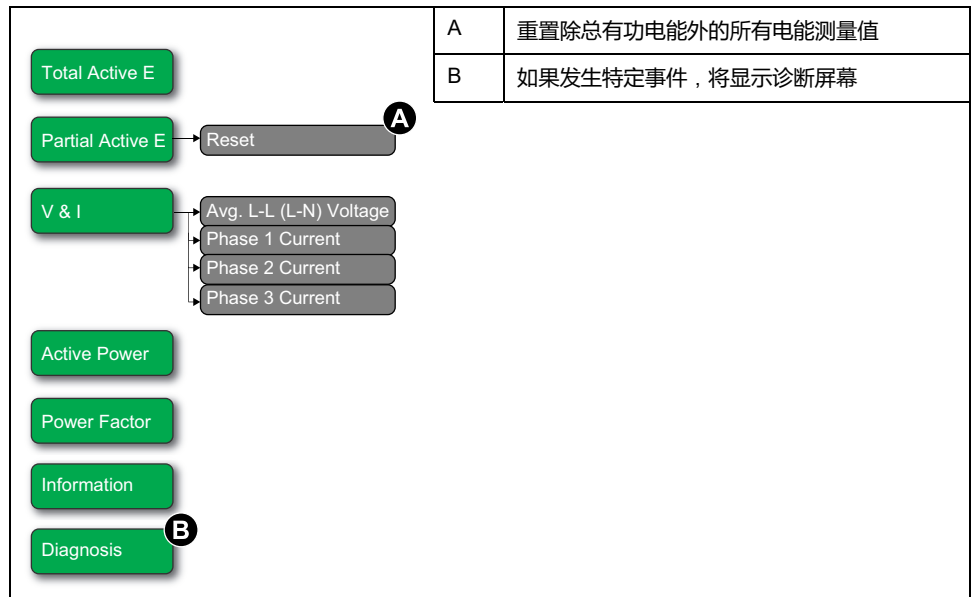 A 重置除总有功电能外的所有电能测量值
B 如果发生特定事件，将显示诊断屏幕
Total Active E
A
Partial Active E
Reset
V & I
Avg. L-L (L-N) Voltage
Phase 1 Current
Phase 2 Current
Phase 3 Current
Active Power
Power Factor
Information
B
Diagnosis